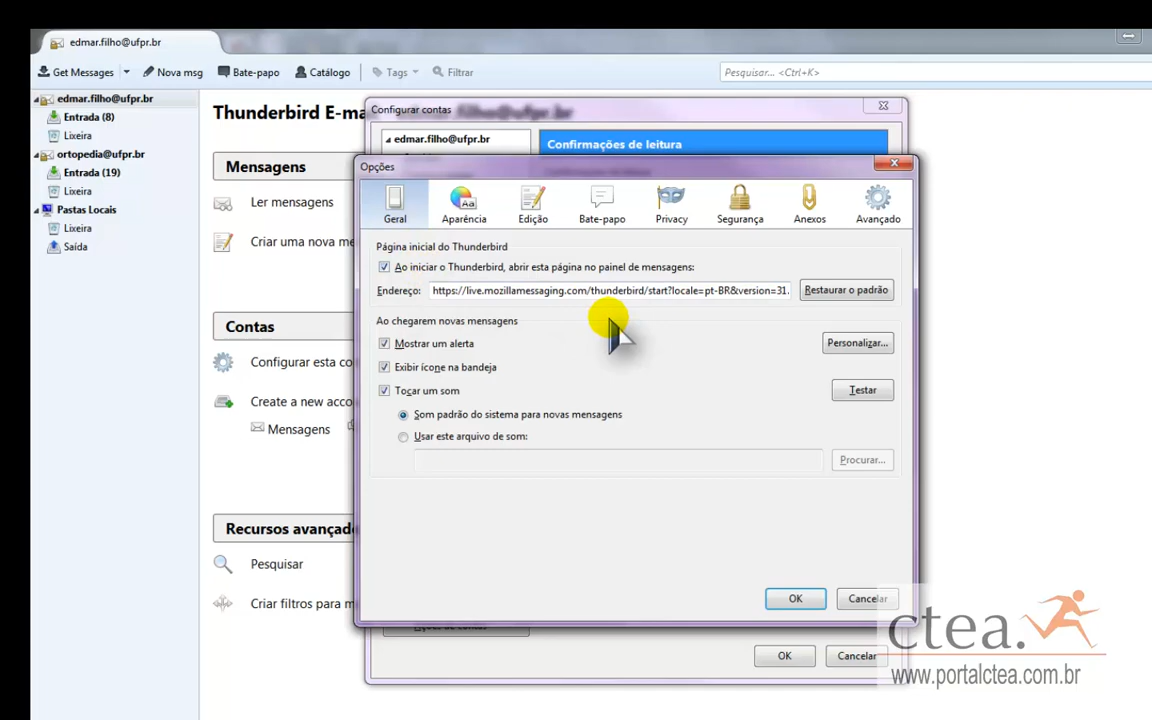 edmar.filho@ufpr.br
Get Messages Nova msg Bate-papo Catálogo Tags Filtrar Pesquisar... <Ctrl+K>
edmar.filho@ufpr.br
Entrada (8)
Lixeira
ortopedia@ufpr.br
Entrada (19)
Lixeira
Pastas Locais
Lixeira
Saída
Thunderbird E-ma
Mensagens
Ler mensagens
Criar uma nova me
Contas
Configurar esta co
Create a new acco
Mensagens
Recursos avançado
Pesquisar
Criar filtros para m
Configurar contas
edmar.filho@ufpr.br
Confirmações de leitura
Opções
Geral Aparência Edição Bate-papo Privacy Segurança Anexos Avançado
Página inicial do Thunderbird
Ao iniciar o Thunderbird, abrir esta página no painel de mensagens:
Endereço: https://live.mozillamessaging.com/thunderbird/start?locale=pt-BR&version=31. Restaurar o padrão
Ao chegarem novas mensagens
Mostrar um alerta Personalizar...
Exibir ícone na bandeja
Tocar um som Testar
Som padrão do sistema para novas mensagens
Usar este arquivo de som:
Procurar...
OK Cancelar
OK Cancelar
ctea.
www.portalctea.com.br